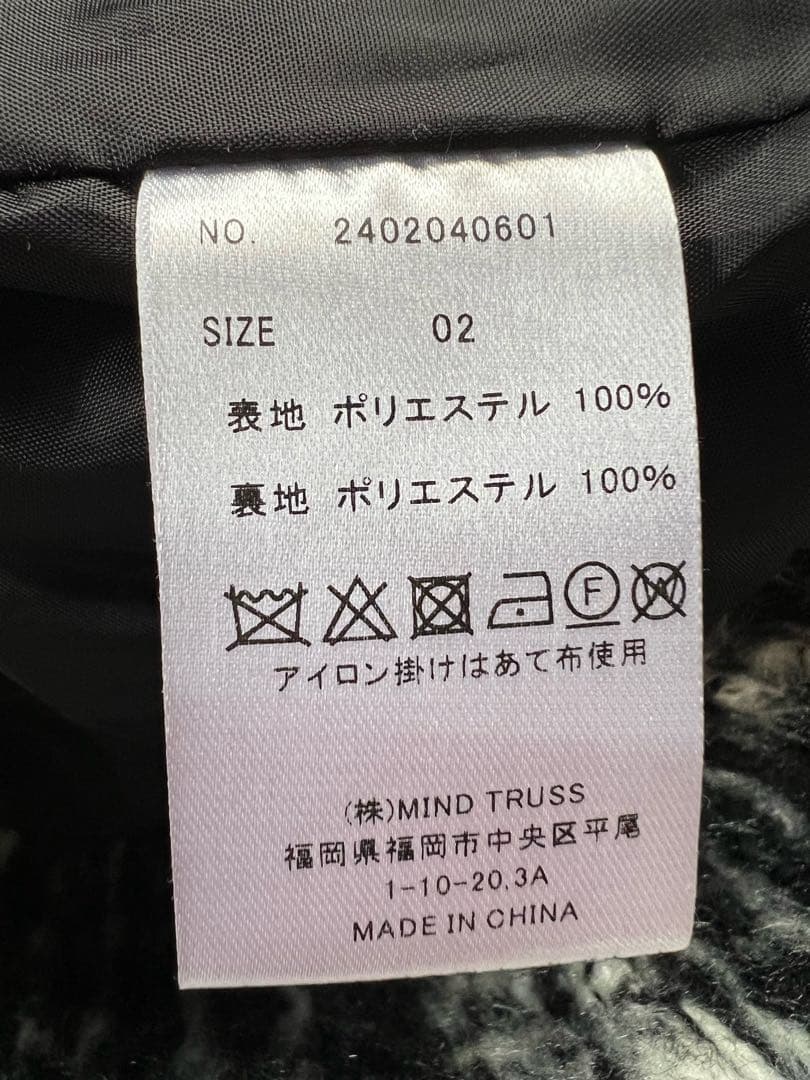 NO. 2402040601
SIZE 02
表地 ポリエステル 100%
裏地 ポリエステル 100%
F W
アイロン掛けはあて布使用
(株)MIND TRUSS
福岡県福岡市中央区平尾
1-10-20,3A
MADE IN CHINA